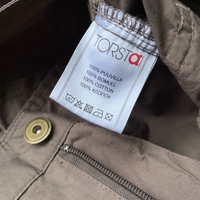 TORSTAI
100% PUUVILLA
100% BOMULL
100% COTTON
100% ХЛОПОК